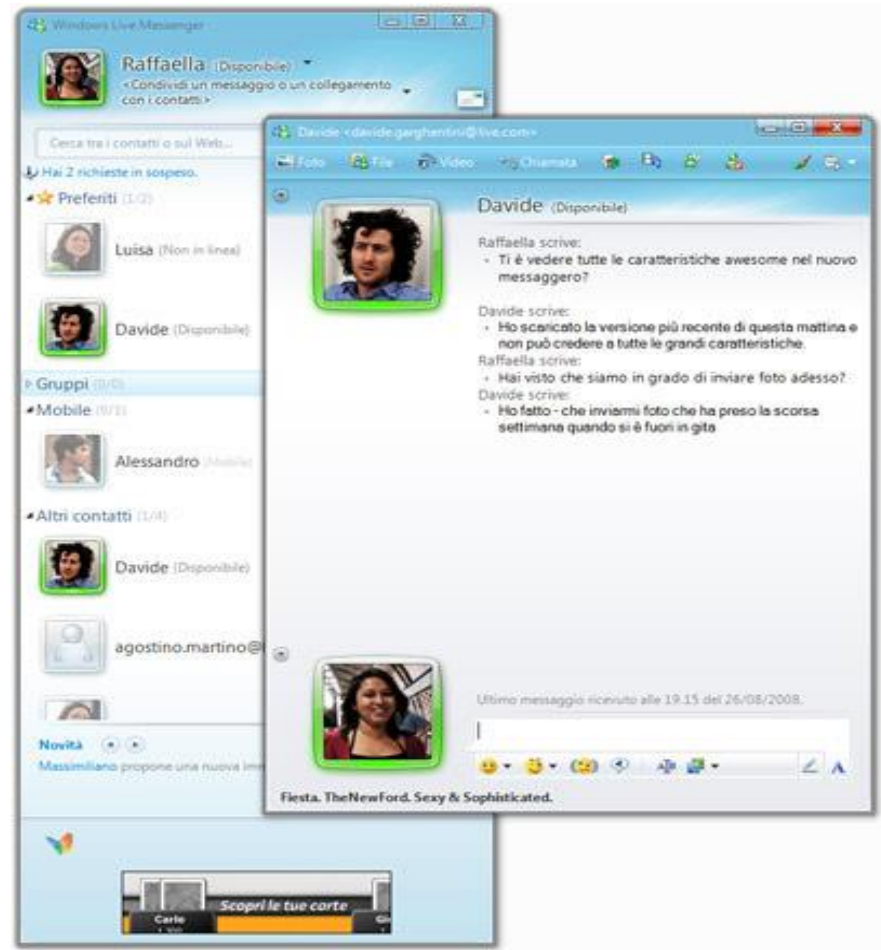 Windows Live Messenger
Raffaella (Disponibile)
<Condividi un messaggio o un collegamento
con i contatti>
Cerca tra i contatti o sul Web...
Hai 2 richieste in sospeso.
Preferiti (1/2)
Luisa (Non in linea)
Davide (Disponibile)
Gruppi (0/0)
Mobile (0/1)
Alessandro (Mobile)
Altri contatti (1/4)
Davide (Disponibile)
agostino.martino@
Novità
Massimiliano propone una nuova imm
Scopri le tue carte
Carlo
Davide <davide.garghentini@live.com>
Foto File Video Chiamata
Davide (Disponibile)
Raffaella scrive:
Ti è vedere tutte le caratteristiche awesome nel nuovo
messaggero?
Davide scrive:
Ho scaricato la versione più recente di questa mattina e
non può credere a tutte le grandi caratteristiche.
Raffaella scrive:
Hai visto che siamo in grado di inviare foto adesso?
Davide scrive:
Ho fatto - che inviarmi foto che ha preso la scorsa
settimana quando si è fuori in gita
Ultimo messaggio ricevuto alle 19.15 del 26/08/2008.
Fiesta. TheNewFord. Sexy & Sophisticated.